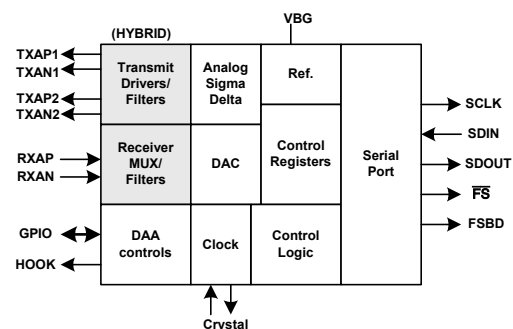 (HYBRID)
VBG
TXAP1
TXAN1
TXAP2
TXAN2
Transmit
Drivers/
Filters
Analog
Sigma
Delta
Ref.
RXAP
RXAN
Receiver
MUX/
Filters
DAC
Control
Registers
Serial
Port
SCLK
SDIN
SDOUT
FS
FSBD
GPIO
HOOK
DAA
controls
Clock
Control
Logic
Crystal